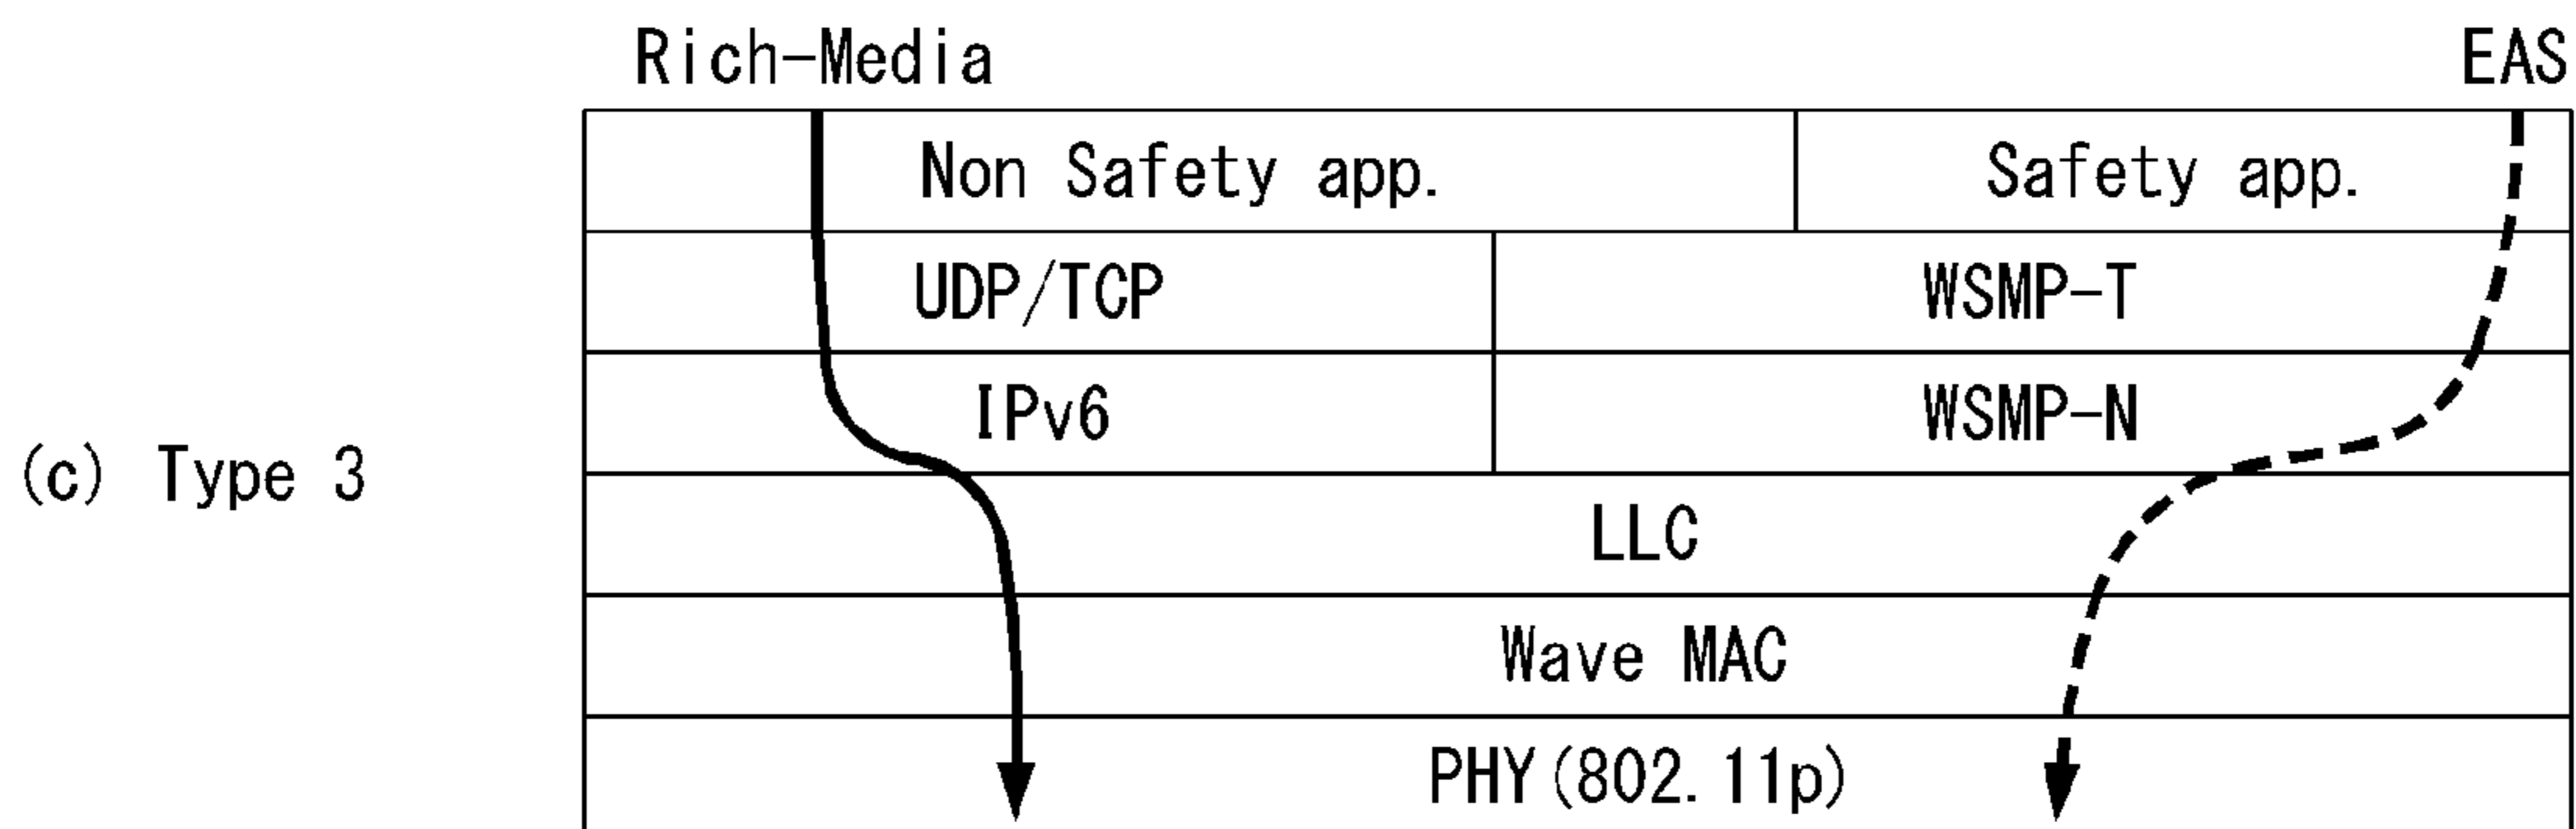 Rich-Media EAS
Non Safety app. Safety app.
UDP/TCP WSMP-T
IPv6 WSMP-N
(c) Type 3
LLC
Wave MAC
PHY(802.11p)